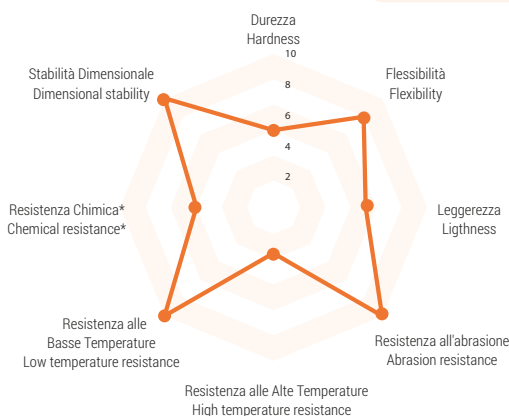 Durezza
Hardness
10
8
6
4
2
Flessibilità
Flexibility
Leggerezza
Ligthness
Resistenza all'abrasione
Abrasion resistance
Resistenza alle Alte Temperature
High temperature resistance
Resistenza alle
Basse Temperature
Low temperature resistance
Resistenza Chimica*
Chemical resistance*
Stabilità Dimensionale
Dimensional stability